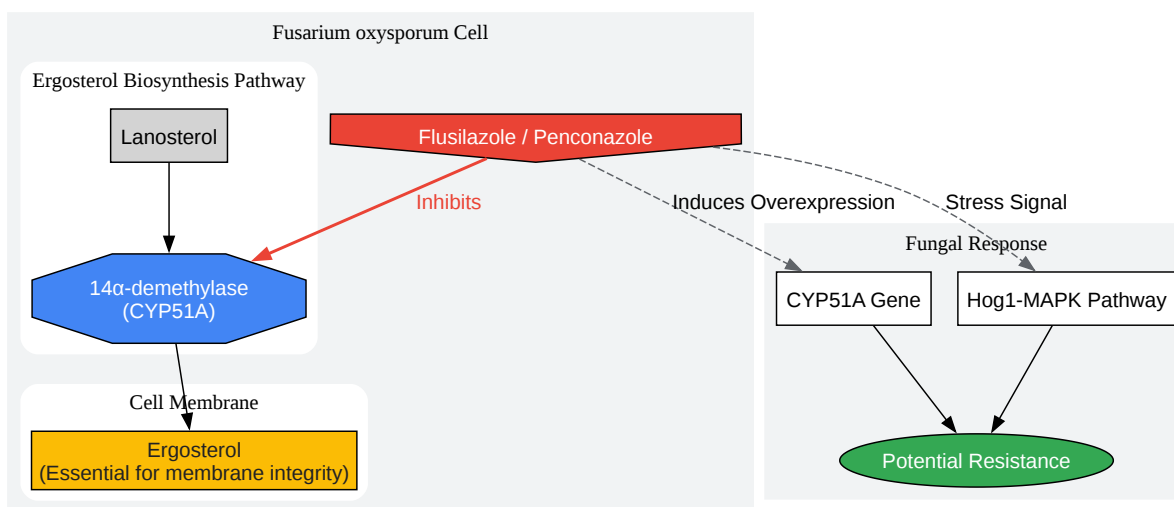 Fusarium oxysporum Cell
Ergosterol Biosynthesis Pathway
Lanosterol
Flusilazole / Penconazole
Inhibits
Induces Overexpression
Stress Signal
Fungal Response
14α-demethylase
(CYP51A)
CYP51A Gene
Hog1-MAPK Pathway
Cell Membrane
Ergosterol
(Essential for membrane integrity)
Potential Resistance